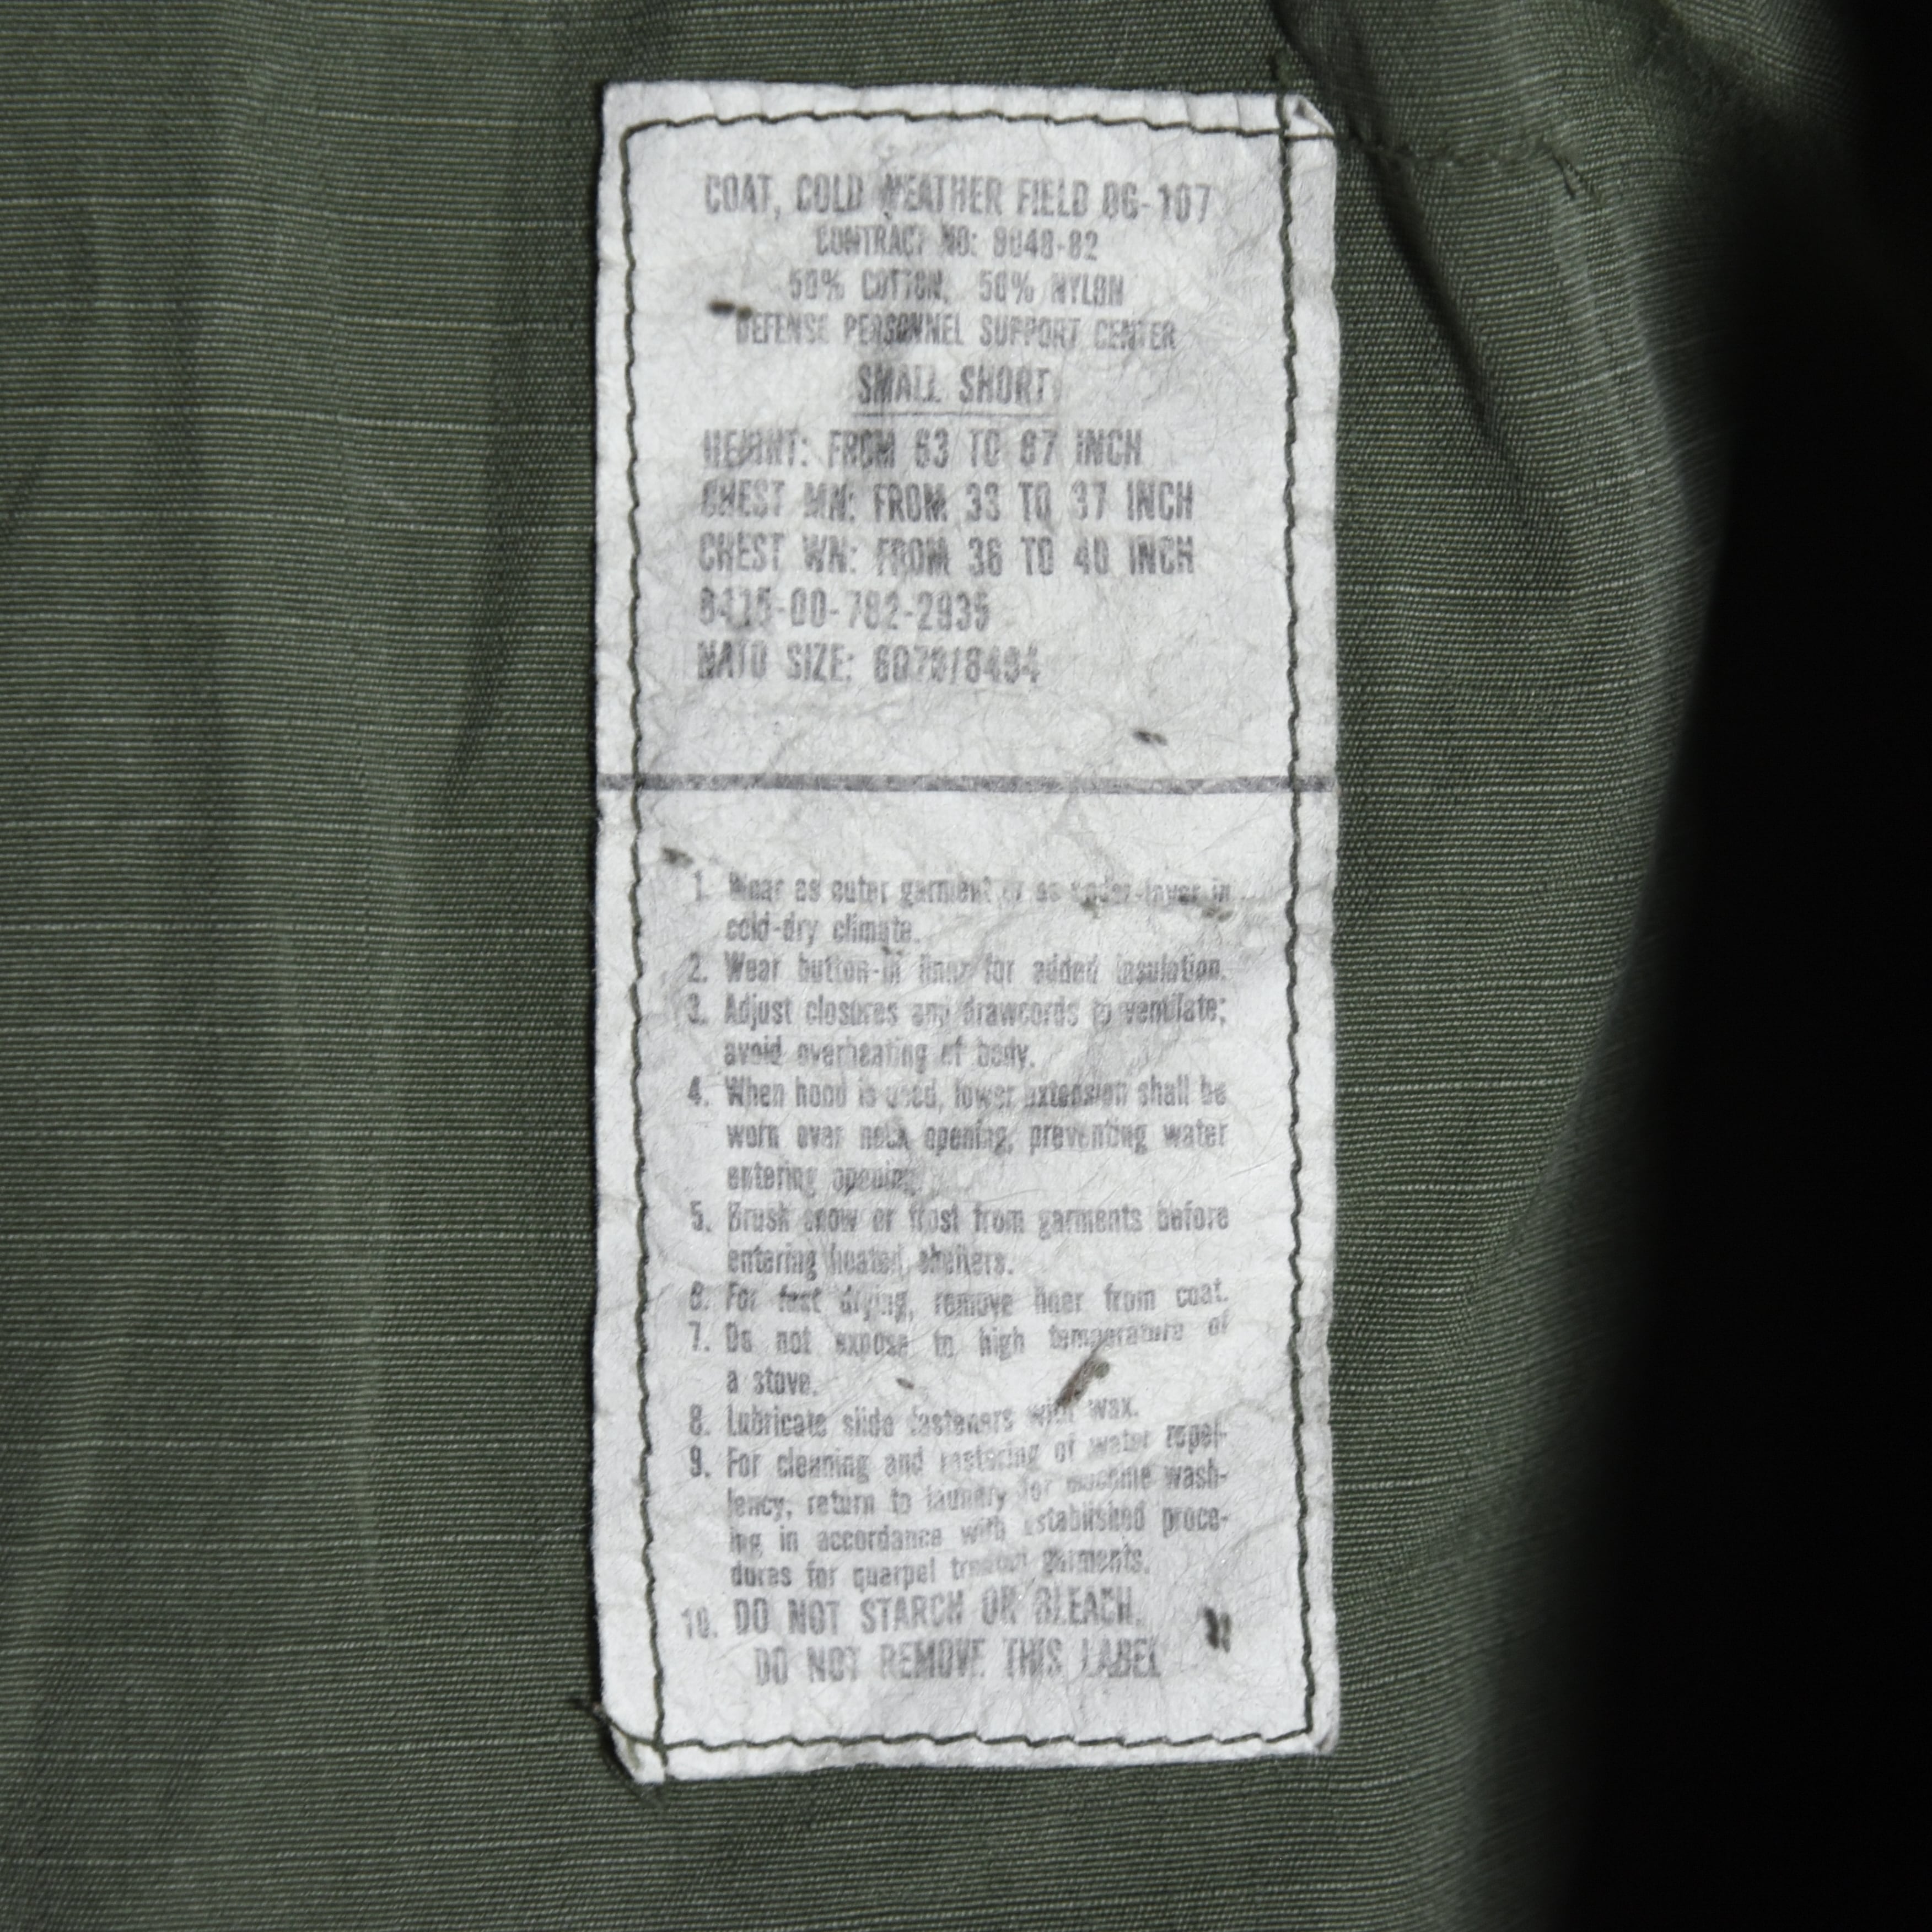 COAT, COLD WEATHER FIELD OG-107
CONTRACT NO: 8048-82
50% COTTON, 50% NYLON
DEFENSE PERSONNEL SUPPORT CENTER
SMALL SHORT
HEIGHT: FROM 63 TO 67 INCH
CHEST MN: FROM 33 TO 37 INCH
CHEST WN: FROM 36 TO 40 INCH
8415-00-782-2935
NATO SIZE: 6070/8494
1. Wear as outer garment or as under-layer in
cold-dry climate.
2. Wear button-in liner for added insulation.
3. Adjust closures and drawcords to ventilate;
avoid overheating of body.
4. When hood is used, lower extension shall be
worn over neck opening, preventing water
entering opening.
5. Brush snow or frost from garments before
entering heated shelters.
6. For fast drying, remove liner from coat.
7. Do not expose to high temperature of
a stove.
8. Lubricate slide fasteners with wax.
9. For cleaning and restoring of water repel-
lency, return to laundry for machine wash-
ing in accordance with established proce-
dures for quarpel treated garments.
10. DO NOT STARCH OR BLEACH.
DO NOT REMOVE THIS LABEL